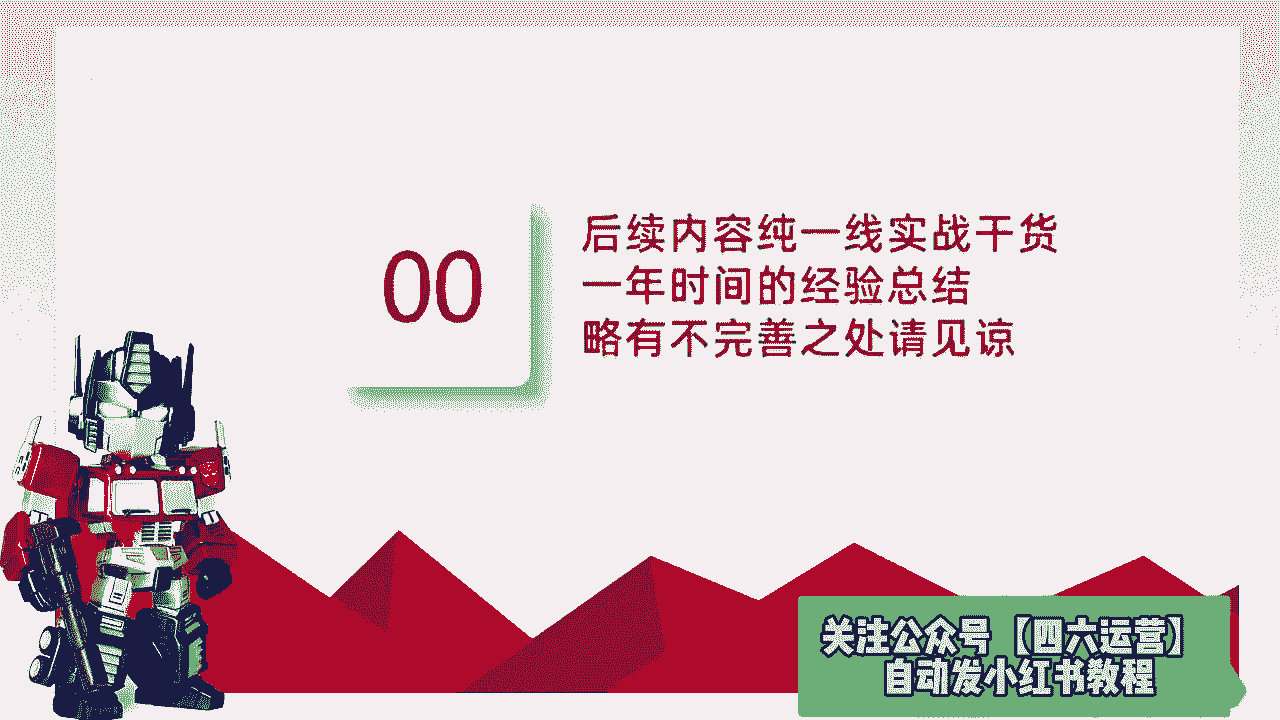 00
后续内容纯一线实战干货
一年时间的经验总结
略有不完善之处请见谅
关注公众号【四六运营】
自动发小红书教程